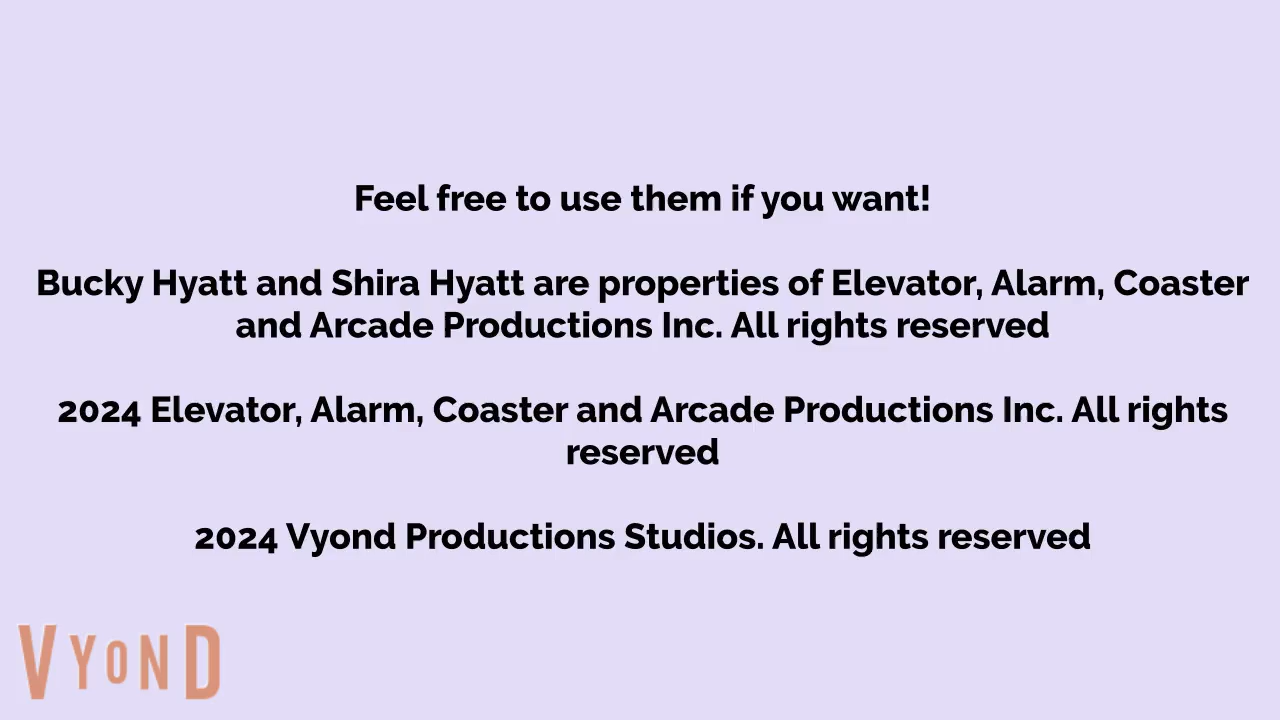 Feel free to use them if you want!
Bucky Hyatt and Shira Hyatt are properties of Elevator, Alarm, Coaster
and Arcade Productions Inc. All rights reserved
2024 Elevator, Alarm, Coaster and Arcade Productions Inc. All rights
reserved
2024 Vyond Productions Studios. All rights reserved
VYOND